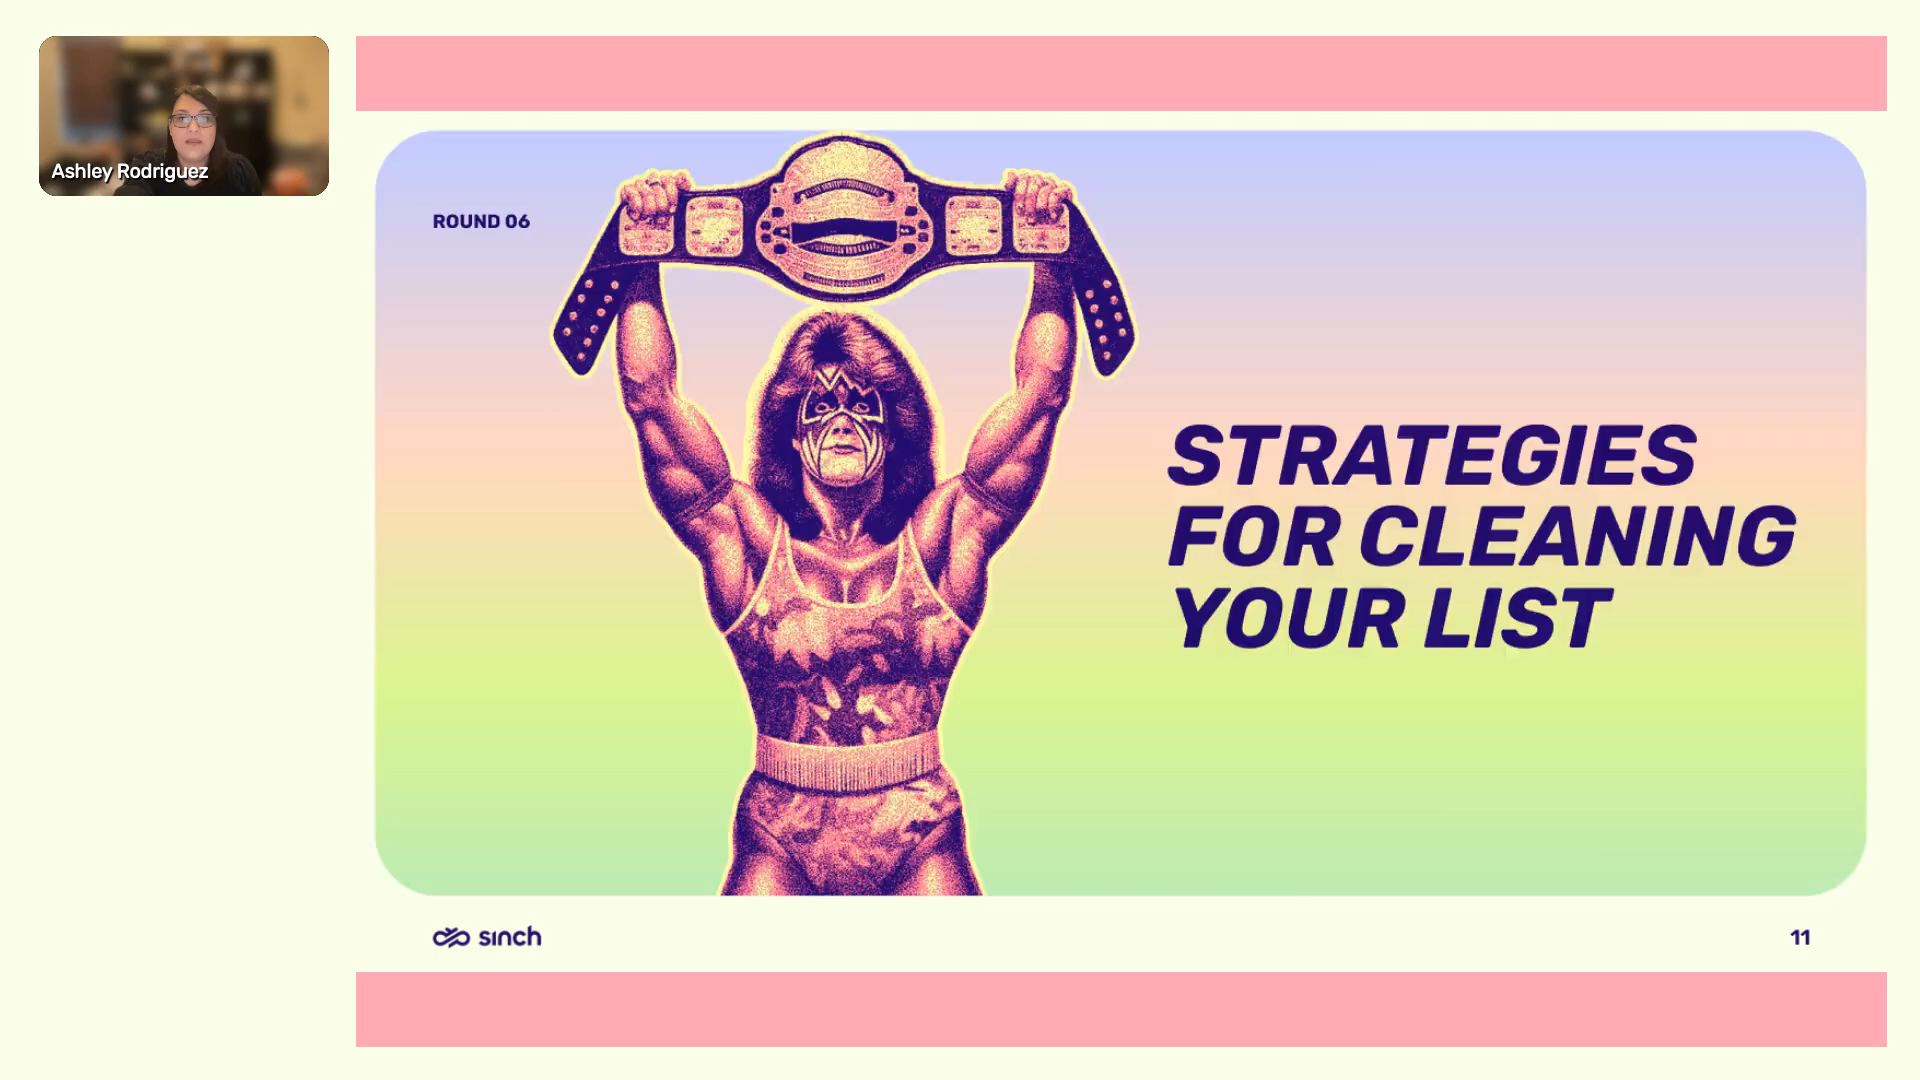 Ashley Rodriguez
ROUND 06
STRATEGIES
FOR CLEANING
YOUR LIST
sinch
11